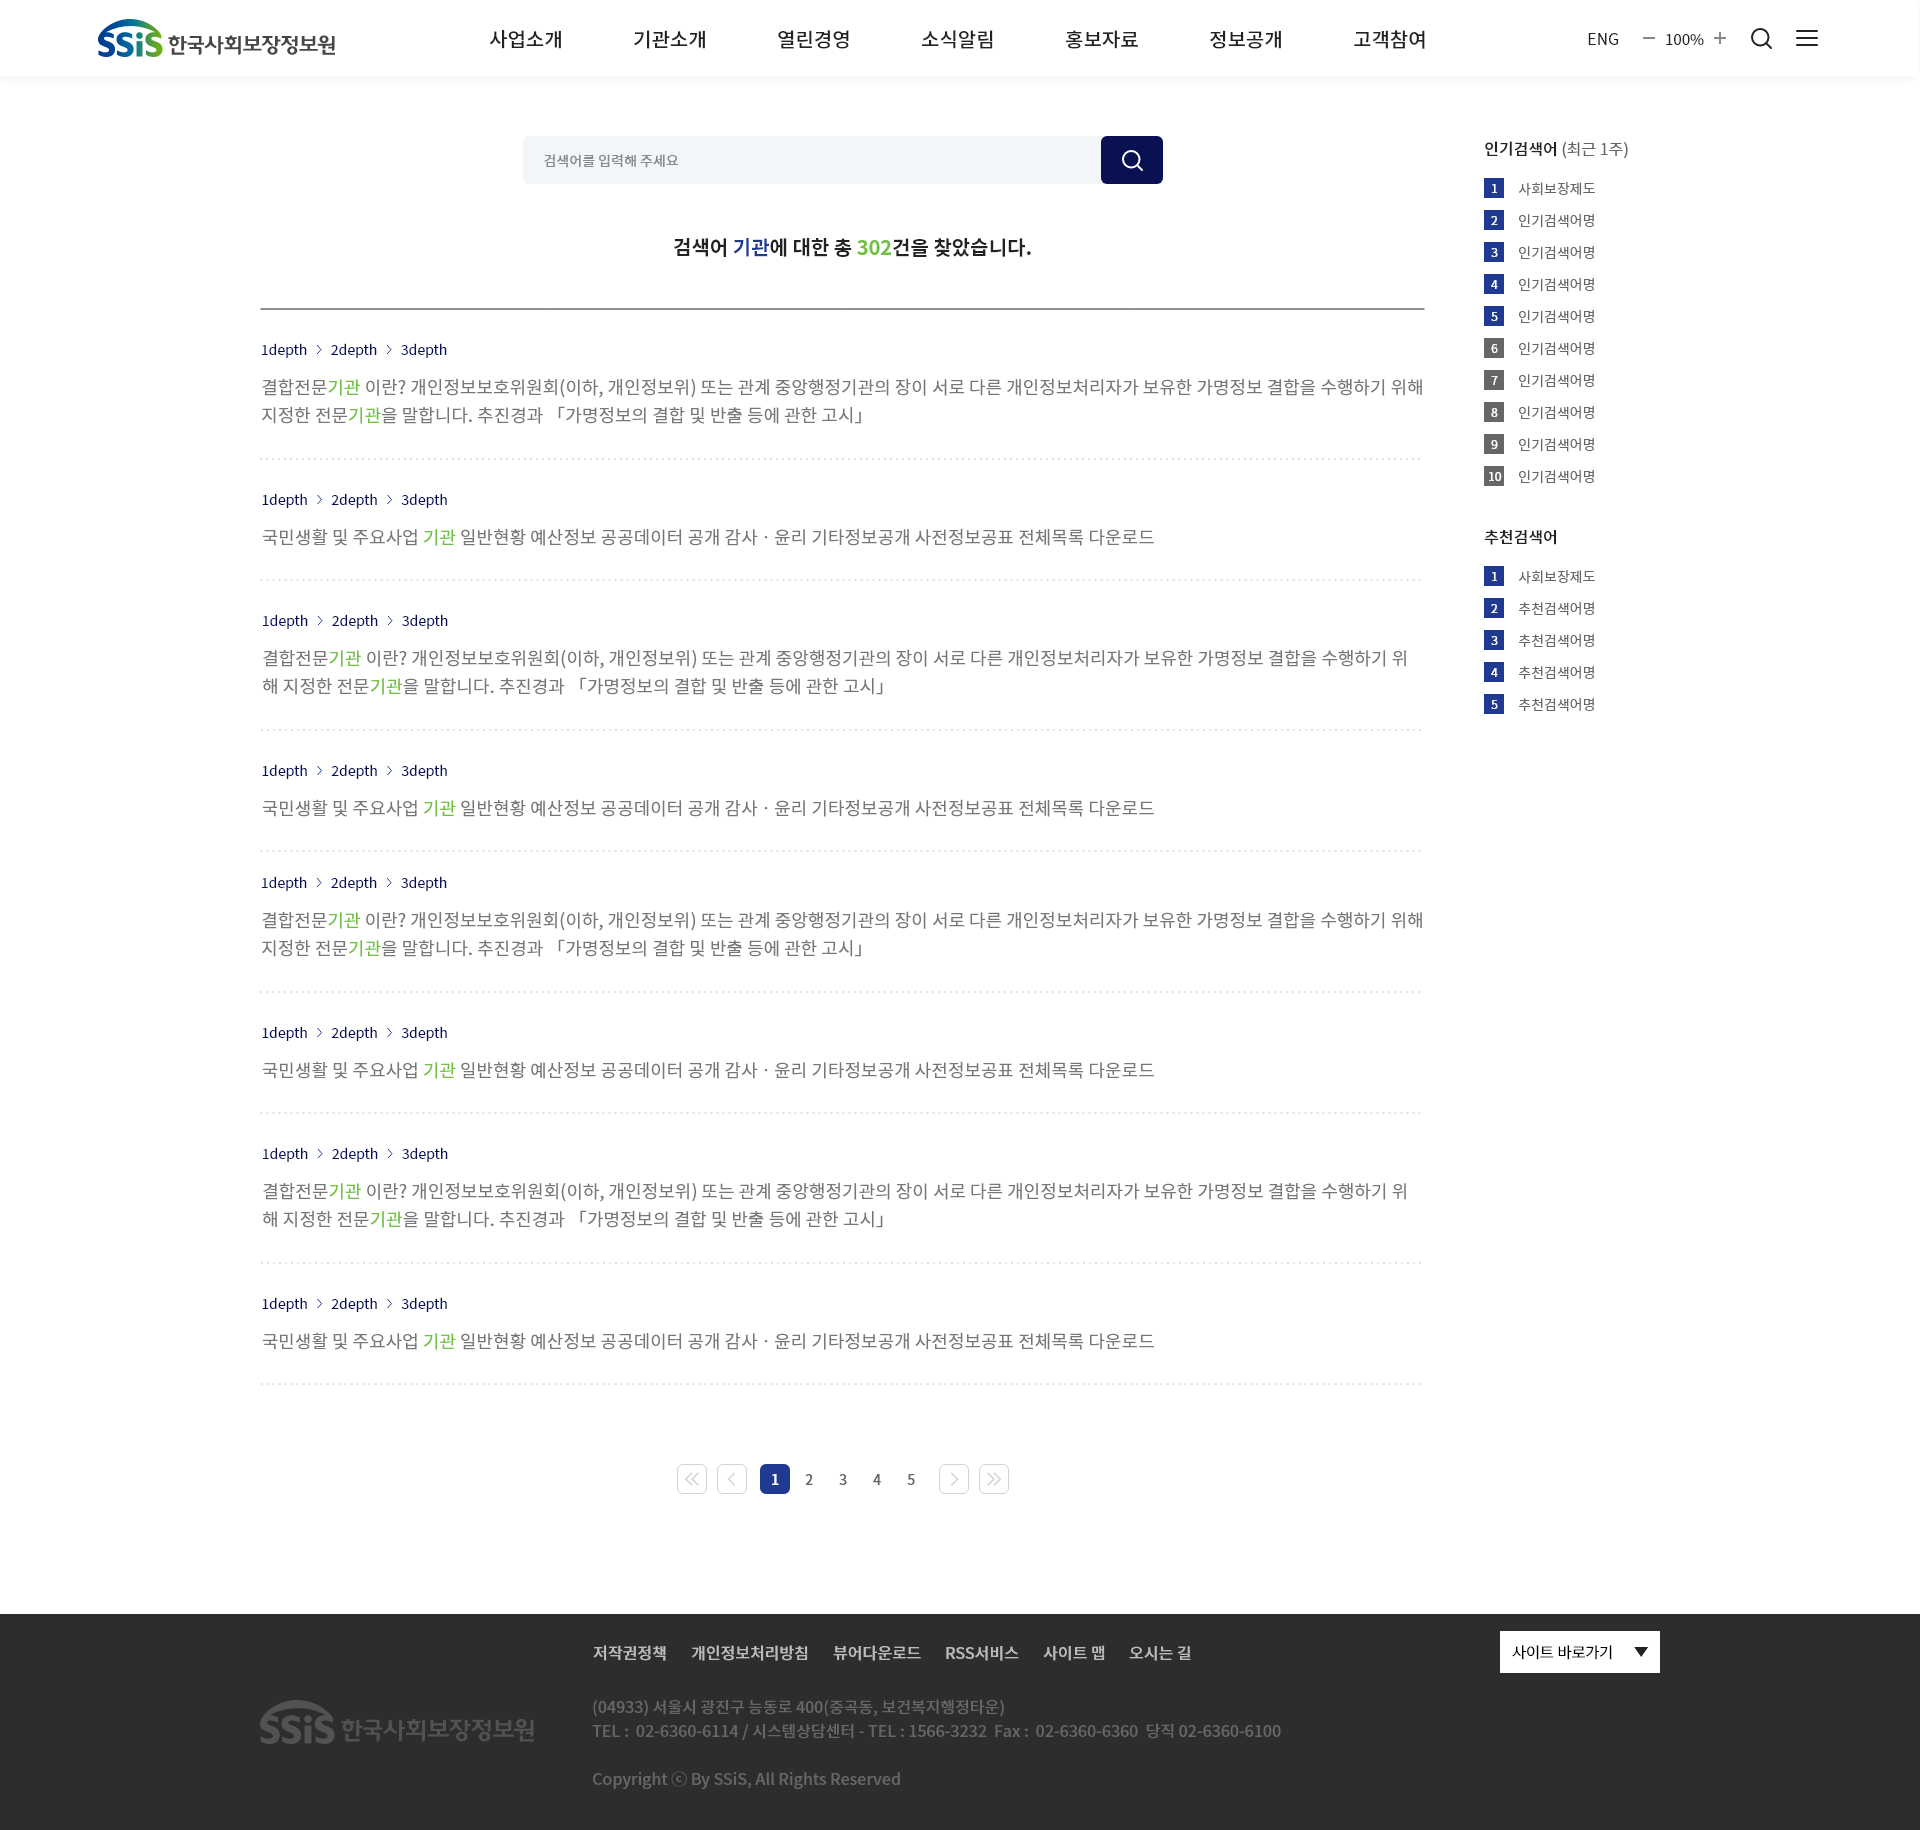 SSiS 한국사회보장정보원
사업소개 기관소개 열린경영 소식알림 홍보자료 정보공개 고객참여
ENG 100%
검색어를 입력해 주세요
검색어 기관에 대한 총 302건을 찾았습니다.
1depth 2depth 3depth
결합전문기관 이란? 개인정보보호위원회(이하, 개인정보위) 또는 관계 중앙행정기관의 장이 서로 다른 개인정보처리자가 보유한 가명정보 결합을 수행하기 위해
지정한 전문기관을 말합니다. 추진경과 「가명정보의 결합 및 반출 등에 관한 고시」
1depth 2depth 3depth
국민생활 및 주요사업 기관 일반현황 예산정보 공공데이터 공개 감사 · 윤리 기타정보공개 사전정보공표 전체목록 다운로드
1depth 2depth 3depth
결합전문기관 이란? 개인정보보호위원회(이하, 개인정보위) 또는 관계 중앙행정기관의 장이 서로 다른 개인정보처리자가 보유한 가명정보 결합을 수행하기 위
해 지정한 전문기관을 말합니다. 추진경과 「가명정보의 결합 및 반출 등에 관한 고시」
1depth 2depth 3depth
국민생활 및 주요사업 기관 일반현황 예산정보 공공데이터 공개 감사 · 윤리 기타정보공개 사전정보공표 전체목록 다운로드
1depth 2depth 3depth
결합전문기관 이란? 개인정보보호위원회(이하, 개인정보위) 또는 관계 중앙행정기관의 장이 서로 다른 개인정보처리자가 보유한 가명정보 결합을 수행하기 위해
지정한 전문기관을 말합니다. 추진경과 「가명정보의 결합 및 반출 등에 관한 고시」
1depth 2depth 3depth
국민생활 및 주요사업 기관 일반현황 예산정보 공공데이터 공개 감사 · 윤리 기타정보공개 사전정보공표 전체목록 다운로드
1depth 2depth 3depth
결합전문기관 이란? 개인정보보호위원회(이하, 개인정보위) 또는 관계 중앙행정기관의 장이 서로 다른 개인정보처리자가 보유한 가명정보 결합을 수행하기 위
해 지정한 전문기관을 말합니다. 추진경과 「가명정보의 결합 및 반출 등에 관한 고시」
1depth 2depth 3depth
국민생활 및 주요사업 기관 일반현황 예산정보 공공데이터 공개 감사 · 윤리 기타정보공개 사전정보공표 전체목록 다운로드
1 2 3 4 5
인기검색어 (최근 1주)
1 사회보장제도
2 인기검색어명
3 인기검색어명
4 인기검색어명
5 인기검색어명
6 인기검색어명
7 인기검색어명
8 인기검색어명
9 인기검색어명
10 인기검색어명
추천검색어
1 사회보장제도
2 추천검색어명
3 추천검색어명
4 추천검색어명
5 추천검색어명
저작권정책 개인정보처리방침 뷰어다운로드 RSS서비스 사이트 맵 오시는 길
사이트 바로가기
SSiS 한국사회보장정보원
(04933) 서울시 광진구 능동로 400(중곡동, 보건복지행정타운)
TEL : 02-6360-6114 / 시스템상담센터 - TEL : 1566-3232 Fax : 02-6360-6360 당직 02-6360-6100
Copyright ⓒ By SSiS, All Rights Reserved